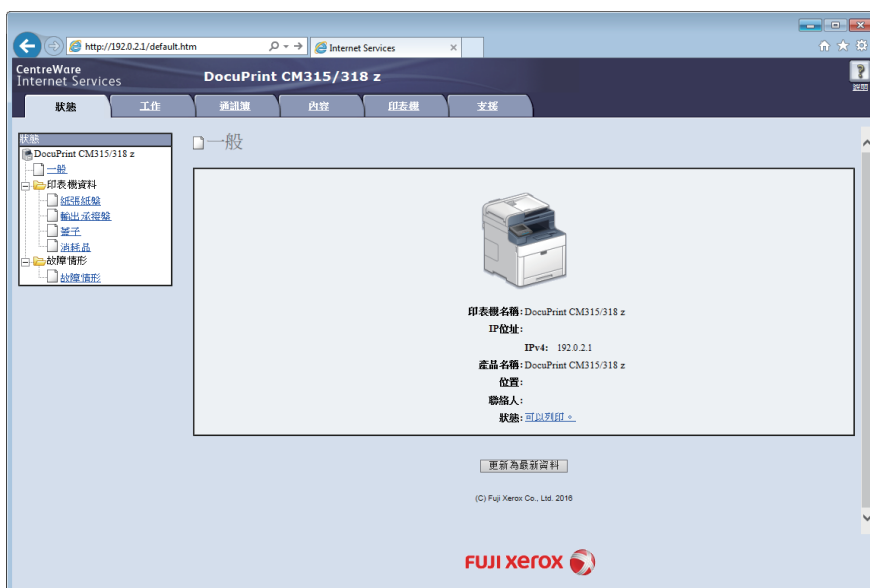 http://192.0.2.1/default.htm
Internet Services
CentreWare
Internet Services
DocuPrint CM315/318 z
?
說明
狀態
工作
通訊簿
內容
印表機
支援
狀態
DocuPrint CM315/318 z
一般
印表機資料
紙張紙盤
輸出承接盤
蓋子
消耗品
故障情形
故障情形
一般
印表機名稱: DocuPrint CM315/318 z
IP位址:
IPv4: 192.0.2.1
產品名稱: DocuPrint CM315/318 z
位置:
聯絡人:
狀態: 可以列印。
更新為最新資料
(C) Fuji Xerox Co., Ltd. 2016
FUJI xerox